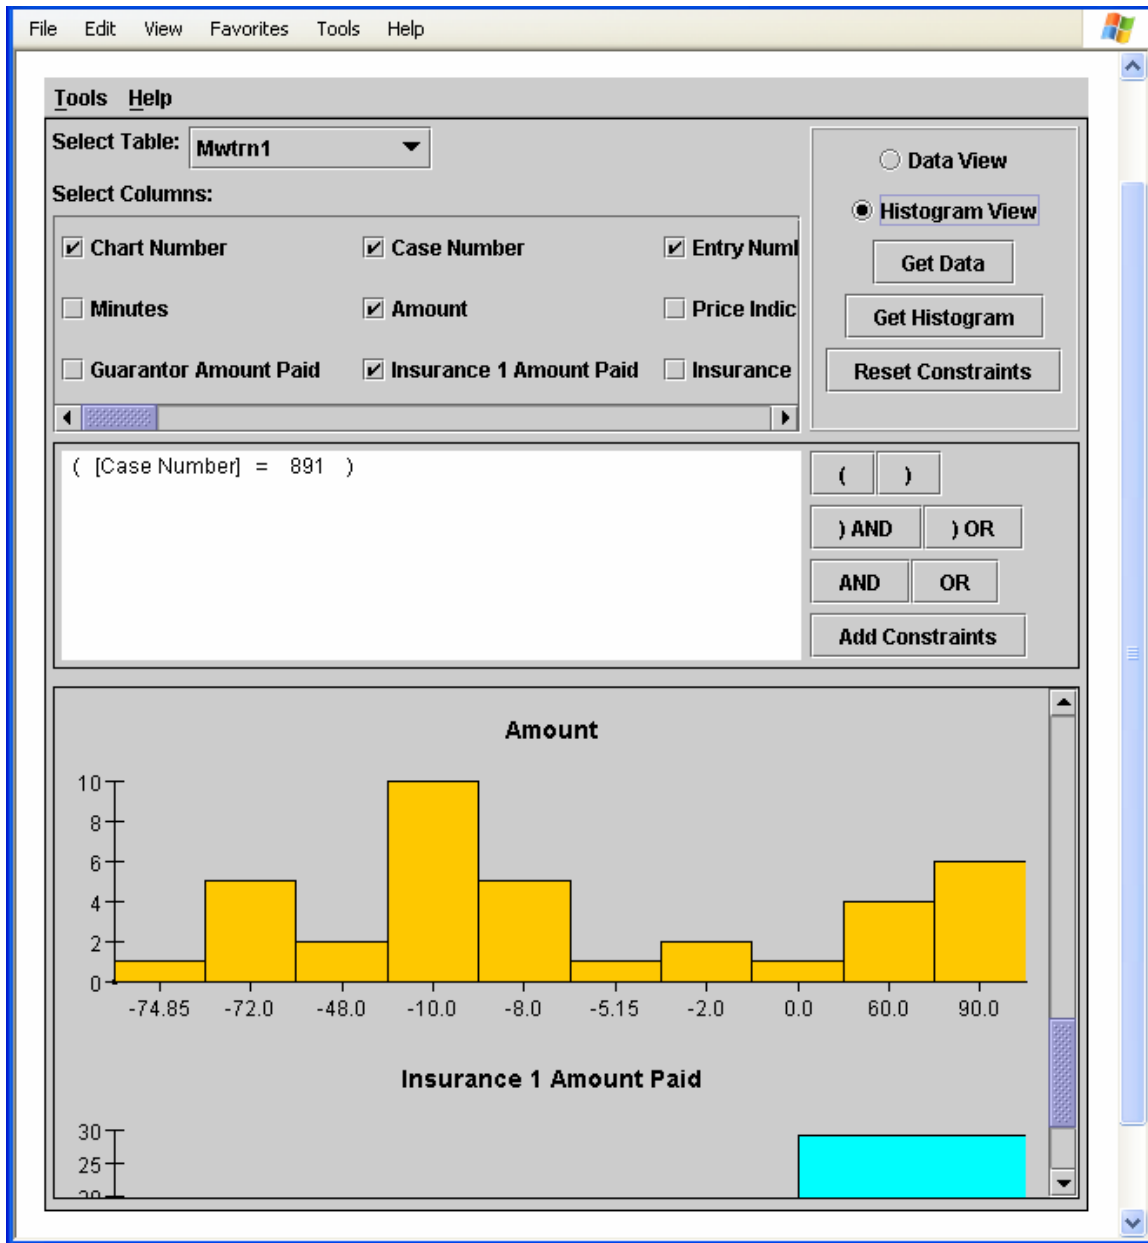 File Edit View Favorites Tools Help
Tools Help
Select Table: Mwtrn1
Select Columns:
Chart Number Case Number Entry Numl
Minutes Amount Price Indic
Guarantor Amount Paid Insurance 1 Amount Paid Insurance
Data View
Histogram View
Get Data
Get Histogram
Reset Constraints
( [Case Number] = 891 )
( )
) AND ) OR
AND OR
Add Constraints
Amount
10
8
6
4
2
0
-74.85 -72.0 -48.0 -10.0 -8.0 -5.15 -2.0 0.0 60.0 90.0
Insurance 1 Amount Paid
30
25
20